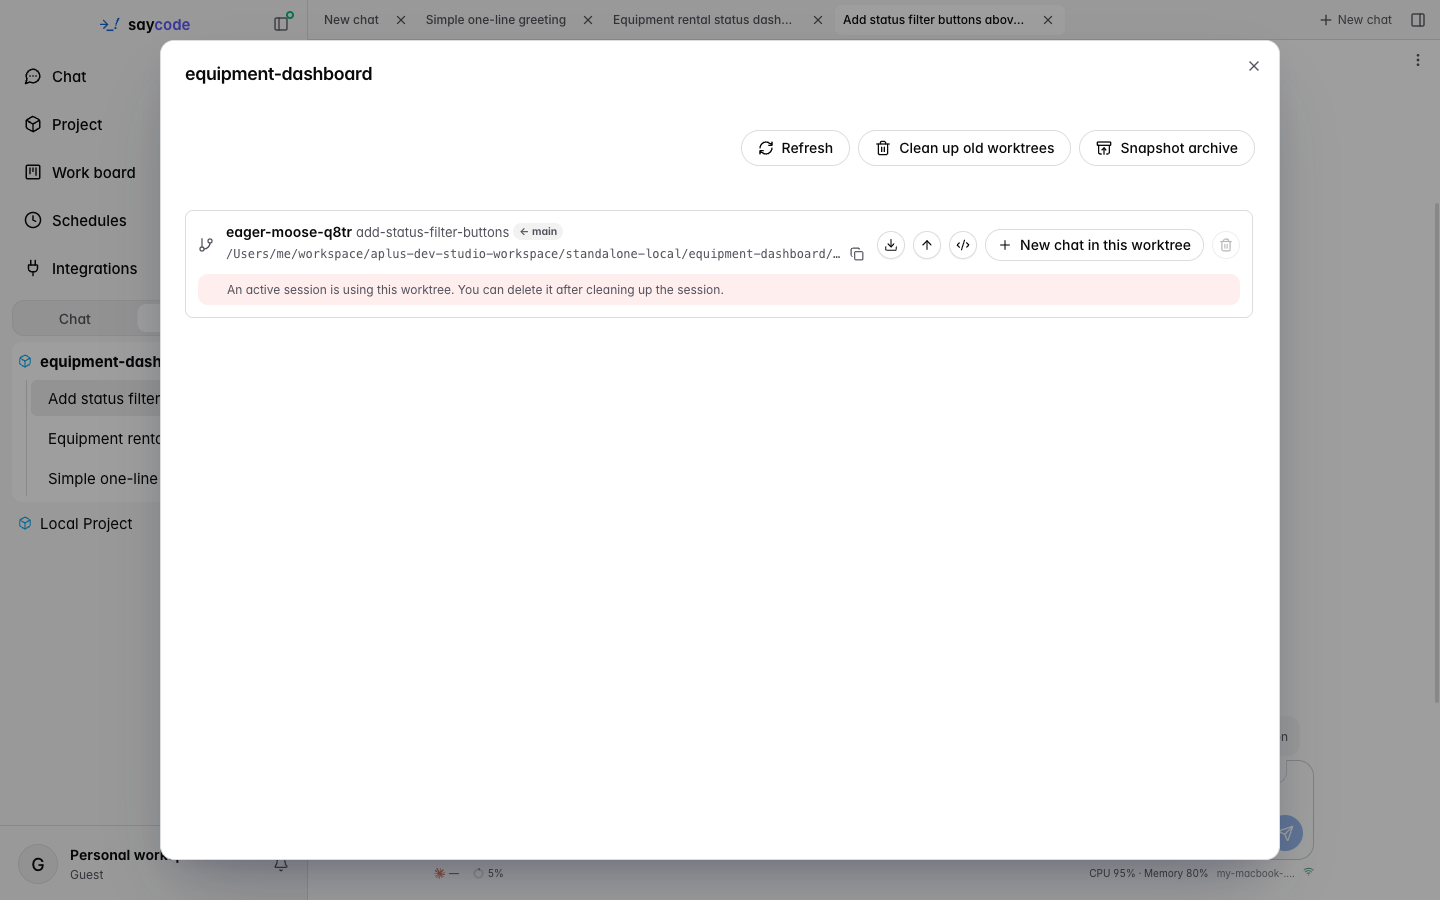 saycode
New chat
Simple one-line greeting
Equipment rental status dash...
Add status filter buttons abov...
New chat
Chat
Project
Work board
Schedules
Integrations
Chat
equipment-dash
Add status filter
Equipment renta
Simple one-line
Local Project
Personal work
G
Guest
equipment-dashboard
Refresh
Clean up old worktrees
Snapshot archive
eager-moose-q8tr add-status-filter-buttons ← main
/Users/me/workspace/aplus-dev-studio-workspace/standalone-local/equipment-dashboard/…
New chat in this worktree
An active session is using this worktree. You can delete it after cleaning up the session.
n
— 5%
CPU 95% · Memory 80% my-macbook-....